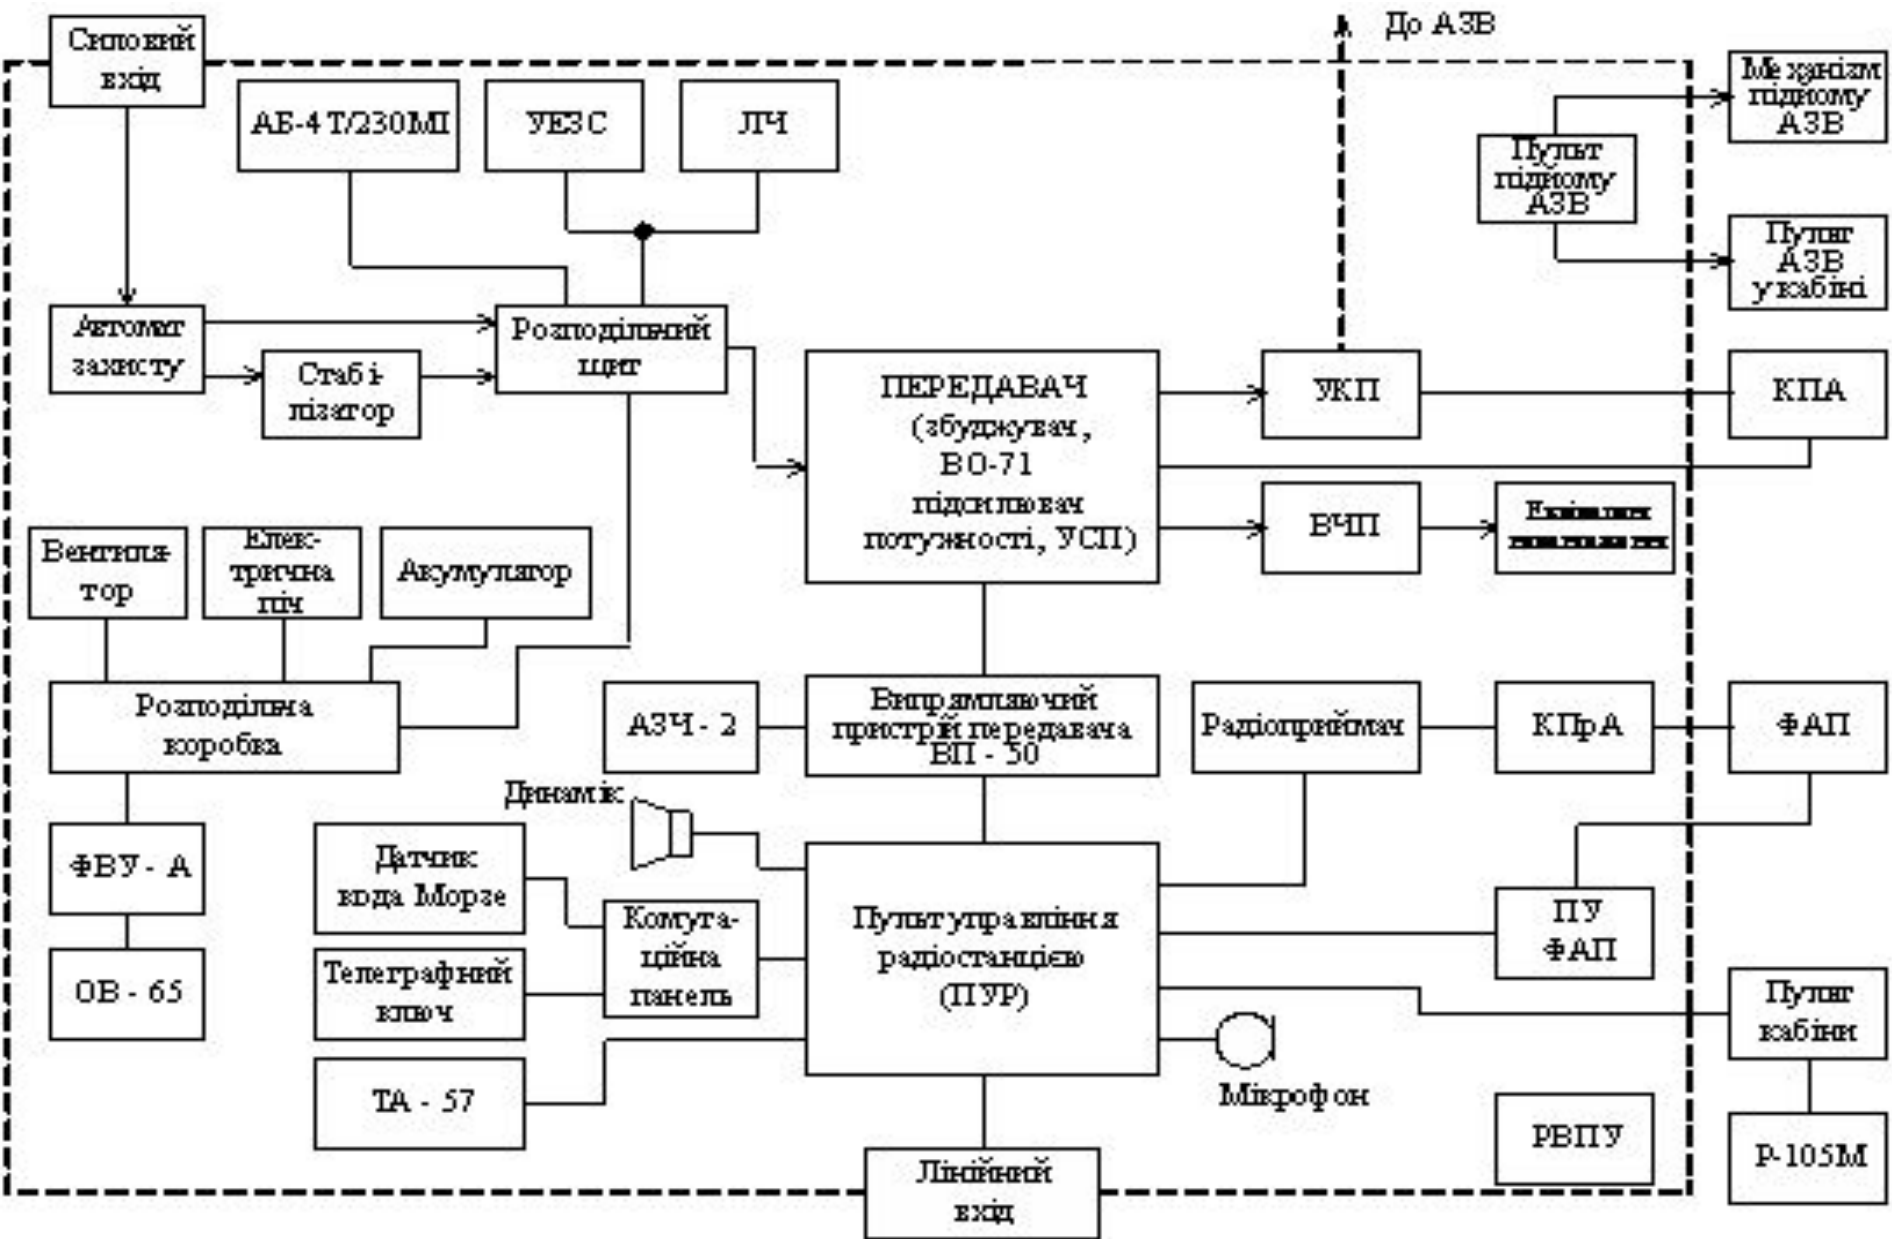 До АЗВ
Силовий
вхід
АБ-4 Т/230МІ
УЕЗС
ЛЧ
Механізм
підйому
АЗВ
Пульт
підйому
АЗВ
Пульт
АЗВ
у кабіні
Автомат
захисту
Стабі-
лізатор
Розподільчий
щит
ПЕРЕДАВАЧ
(збуджувач,
ВО-71
підсилювач
потужності, УСП)
УКП
КПА
ВЧП
Вентиля-
тор
Елек-
трична
піч
Акумулятор
Розподільча
коробка
АЗЧ - 2
Випрямляючий
пристрій передавача
ВП - 50
Радіоприймач
КПрА
ФАП
Динамік
ФВУ - А
Датчик
кода Морзе
Комута-
ційна
панель
Пульт управління
радіостанцією
(ПУР)
ПУ
ФАП
ОВ - 65
Телеграфний
ключ
Пульт
кабіни
ТА - 57
Мікрофон
РВПУ
Р-105М
Лінійний
вхід